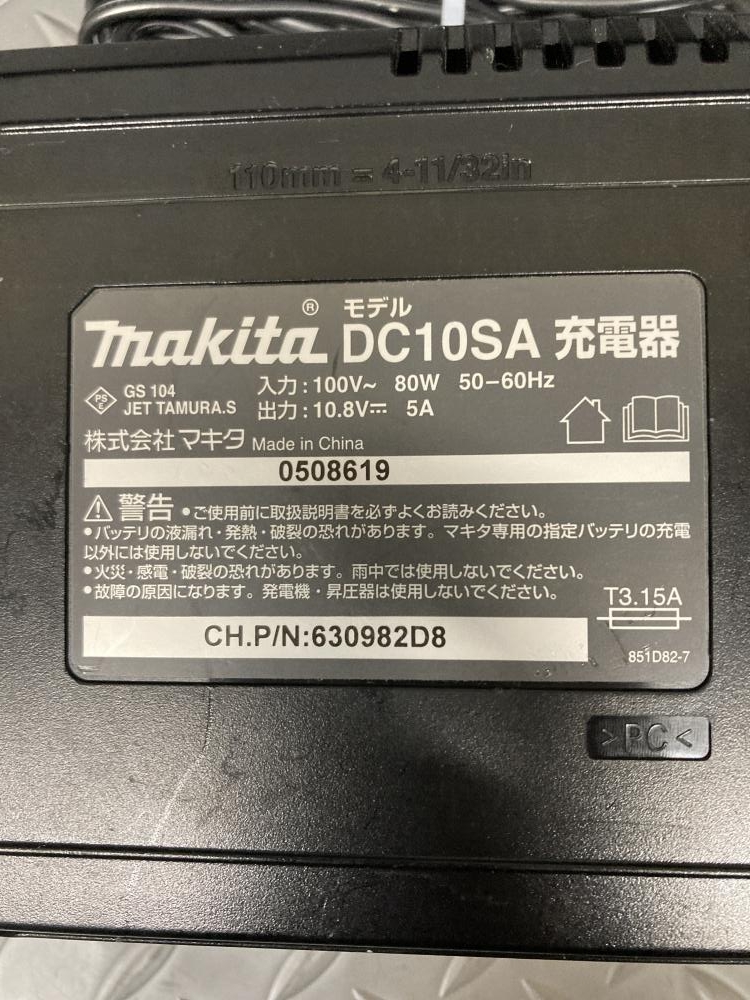 110mm = 4-11/32in
makita® モデル DC10SA 充電器
PS E GS 104 JET TAMURA.S
入力:100V~ 80W 50-60Hz
出力:10.8V⎓ 5A
株式会社マキタ Made in China
0508619
⚠警告 •ご使用前に取扱説明書を必ずよくお読みください。
•バッテリの液漏れ・発熱・破裂の恐れがあります。マキタ専用の指定バッテリの充電
以外には使用しないでください。
•火災・感電・破裂の恐れがあります。雨中では使用しないでください。
•故障の原因になります。発電機・昇圧器は使用しないでください。
T3.15A
CH.P/N:630982D8
851D82-7
>PC<